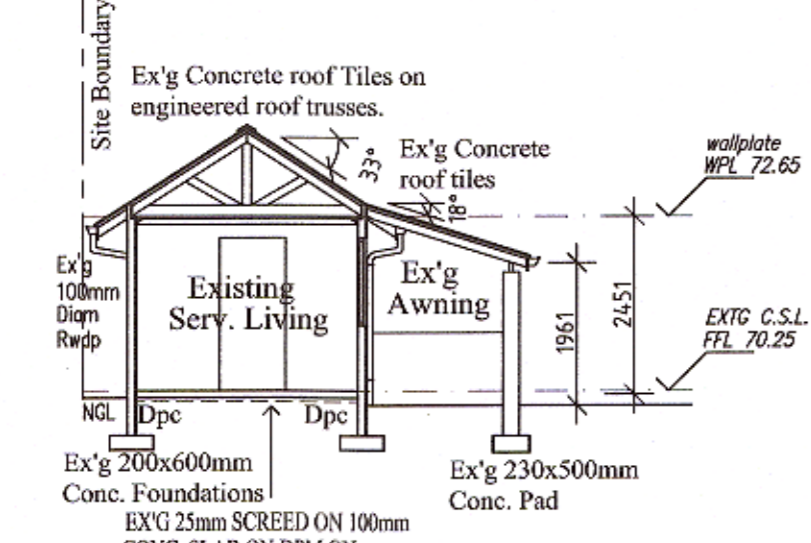 Site Boundary
Ex'g Concrete roof Tiles on
engineered roof trusses.
33°
Ex'g Concrete
roof tiles
18°
wallplate
WPL 72.65
Ex'g
100mm
Diam
Rwdp
Existing
Serv. Living
Ex'g
Awning
1961
2451
EXTG C.S.L.
FFL 70.25
NGL
Dpc
Dpc
Ex'g 200x600mm
Conc. Foundations
Ex'g 230x500mm
Conc. Pad
EX'G 25mm SCREED ON 100mm